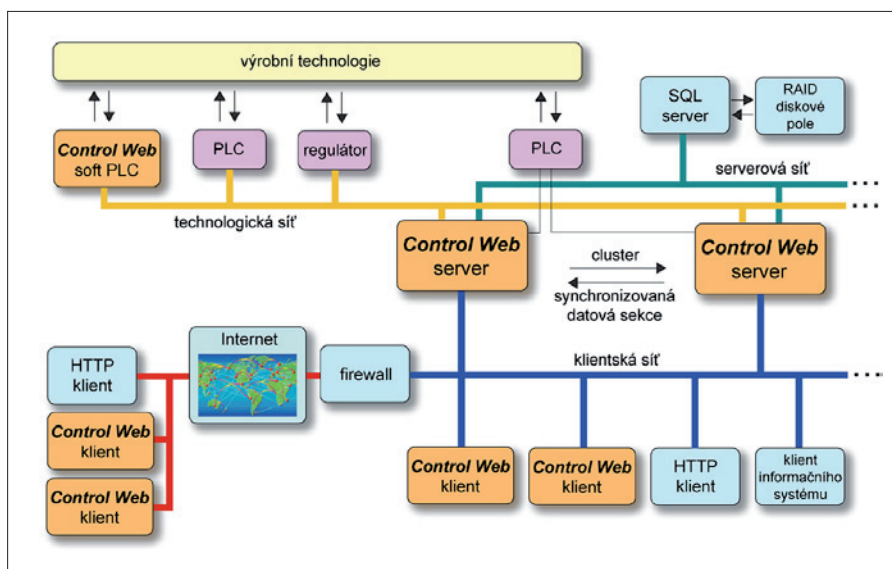 výrobní technologie
SQL
server
RAID
diskové
pole
Control Web
soft PLC
PLC
regulátor
PLC
serverová síť
technologická síť
Control Web
server
cluster
synchronizovaná
datová sekce
Control Web
server
Internet
HTTP
klient
firewall
klientská síť
Control Web
klient
Control Web
klient
Control Web
klient
Control Web
klient
HTTP
klient
klient
informačního
systému